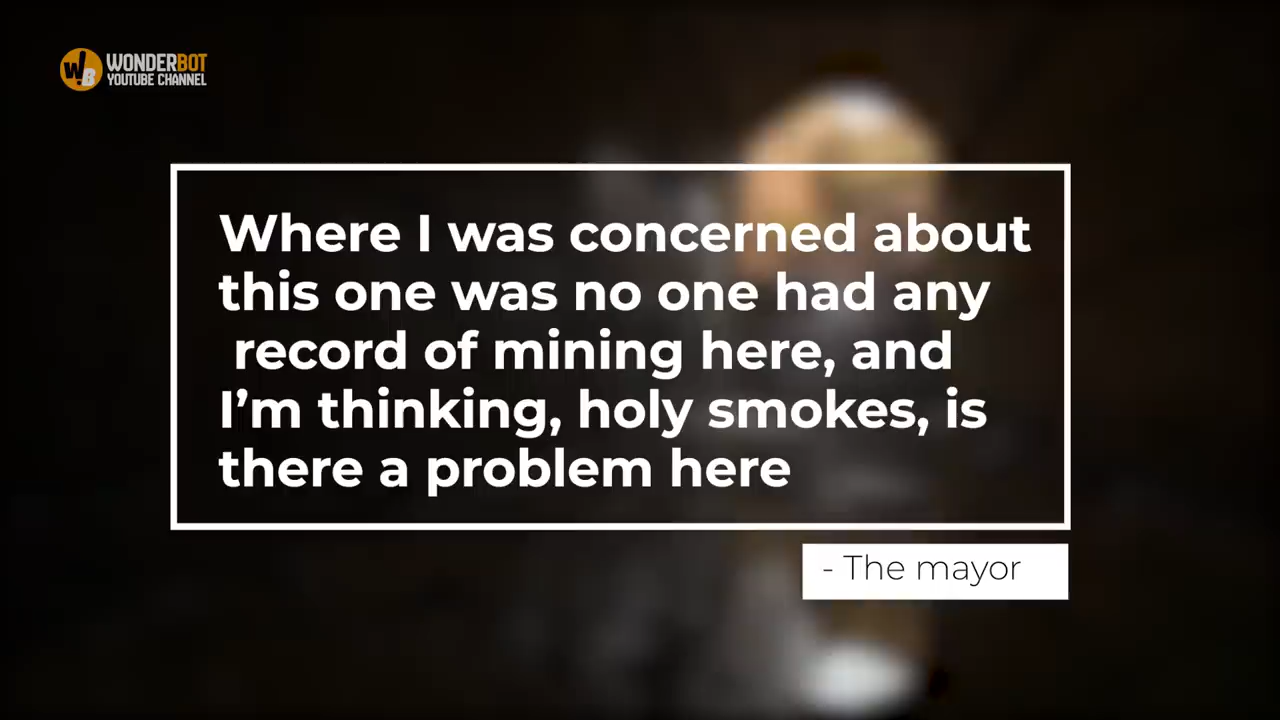 WONDERBOT
YOUTUBE CHANNEL
Where I was concerned about
this one was no one had any
record of mining here, and
I’m thinking, holy smokes, is
there a problem here
- The mayor